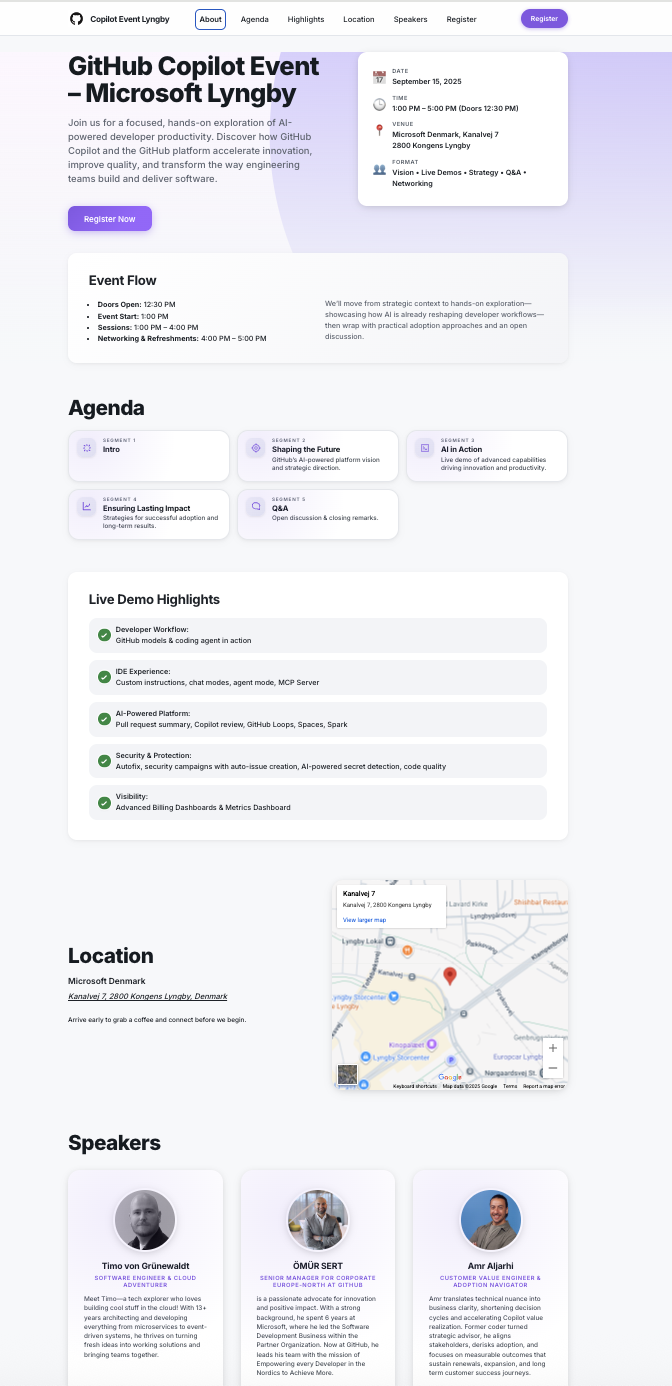 Copilot Event Lyngby
About
Agenda
Highlights
Location
Speakers
Register
Register
GitHub Copilot Event
– Microsoft Lyngby
Join us for a focused, hands-on exploration of AI-
powered developer productivity. Discover how GitHub
Copilot and the GitHub platform accelerate innovation,
improve quality, and transform the way engineering
teams build and deliver software.
Register Now
DATE
September 15, 2025
TIME
1:00 PM – 5:00 PM (Doors 12:30 PM)
VENUE
Microsoft Denmark, Kanalvej 7
2800 Kongens Lyngby
FORMAT
Vision • Live Demos • Strategy • Q&A •
Networking
Event Flow
• Doors Open: 12:30 PM
• Event Start: 1:00 PM
• Sessions: 1:00 PM – 4:00 PM
• Networking & Refreshments: 4:00 PM – 5:00 PM
We'll move from strategic context to hands-on exploration—
showcasing how AI is already reshaping developer workflows—
then wrap with practical adoption approaches and an open
discussion.
Agenda
SEGMENT 1
Intro
SEGMENT 2
Shaping the Future
GitHub's AI-powered platform vision
and strategic direction.
SEGMENT 3
AI in Action
Live demo of advanced capabilities
driving innovation and productivity.
SEGMENT 4
Ensuring Lasting Impact
Strategies for successful adoption and
long-term results.
SEGMENT 5
Q&A
Open discussion & closing remarks.
Live Demo Highlights
Developer Workflow:
GitHub models & coding agent in action
IDE Experience:
Custom instructions, chat modes, agent mode, MCP Server
AI-Powered Platform:
Pull request summary, Copilot review, GitHub Loops, Spaces, Spark
Security & Protection:
Autofix, security campaigns with auto-issue creation, AI-powered secret detection, code quality
Visibility:
Advanced Billing Dashboards & Metrics Dashboard
Location
Microsoft Denmark
Kanalvej 7, 2800 Kongens Lyngby, Denmark
Arrive early to grab a coffee and connect before we begin.
Kanalvej 7
Kanalvej 7, 2800 Kongens Lyngby
View larger map
Lavard Kirke
Shishbar Restaur
Lyngbygårdsvej
Klampenborg
Lyngby Lokal
Kanalvej
Firskovvej
yngby Storcenter
e Lyngby
Kinopalæet
Lyngby Storcenter
Europcar Lyngb
Nørgaardsvej St.
Google
Keyboard shortcuts
Map data ©2025 Google
Terms
Report a map error
Speakers
Timo von Grünewaldt
SOFTWARE ENGINEER & CLOUD
ADVENTURER
Meet Timo—a tech explorer who loves
building cool stuff in the cloud! With 13+
years architecting and developing
everything from microservices to event-
driven systems, he thrives on turning
fresh ideas into working solutions and
bringing teams together.
ÖMÜR SERT
SENIOR MANAGER FOR CORPORATE
EUROPE-NORTH AT GITHUB
is a passionate advocate for innovation
and positive impact. With a strong
background, he spent 6 years at
Microsoft, where he led the Software
Development Business within the
Partner Organization. Now at GitHub, he
leads his team with the mission of
Empowering every Developer in the
Nordics to Achieve More.
Amr Aljarhi
CUSTOMER VALUE ENGINEER &
ADOPTION NAVIGATOR
Amr translates technical nuance into
business clarity, shortening decision
cycles and accelerating Copilot value
realization. Former coder turned
strategic advisor, he aligns
stakeholders, derisks adoption, and
focuses on measurable outcomes that
sustain renewals, expansion, and long
term customer success journeys.